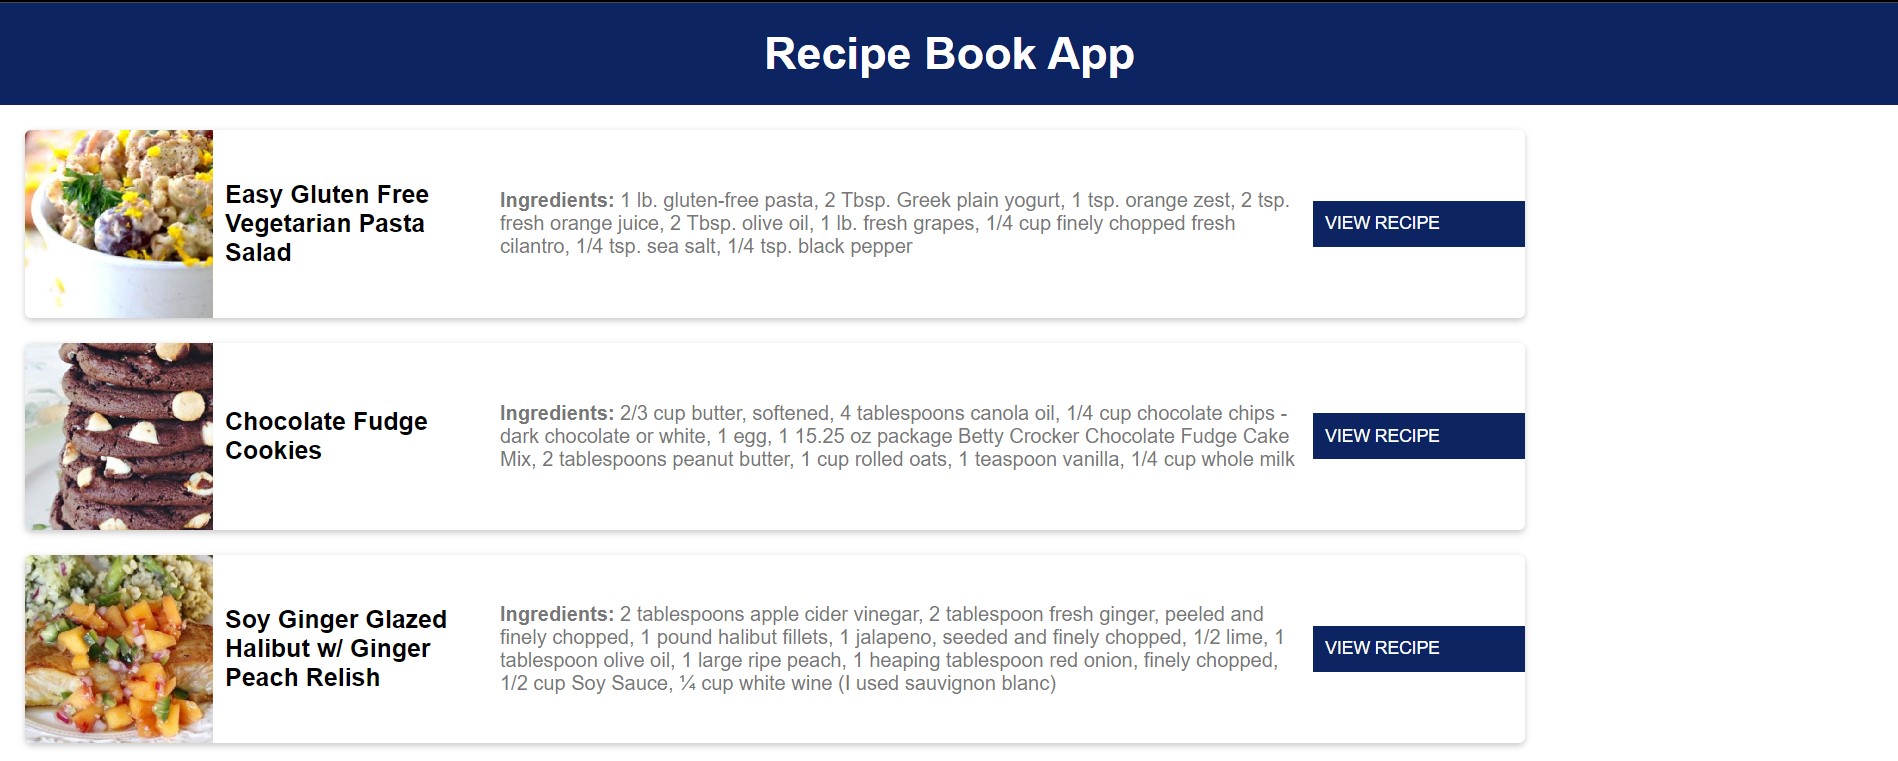 Recipe Book App
Easy Gluten Free
Vegetarian Pasta
Salad
Ingredients: 1 lb. gluten-free pasta, 2 Tbsp. Greek plain yogurt, 1 tsp. orange zest, 2 tsp.
fresh orange juice, 2 Tbsp. olive oil, 1 lb. fresh grapes, 1/4 cup finely chopped fresh
cilantro, 1/4 tsp. sea salt, 1/4 tsp. black pepper
VIEW RECIPE
Chocolate Fudge
Cookies
Ingredients: 2/3 cup butter, softened, 4 tablespoons canola oil, 1/4 cup chocolate chips -
dark chocolate or white, 1 egg, 1 15.25 oz package Betty Crocker Chocolate Fudge Cake
Mix, 2 tablespoons peanut butter, 1 cup rolled oats, 1 teaspoon vanilla, 1/4 cup whole milk
VIEW RECIPE
Soy Ginger Glazed
Halibut w/ Ginger
Peach Relish
Ingredients: 2 tablespoons apple cider vinegar, 2 tablespoon fresh ginger, peeled and
finely chopped, 1 pound halibut fillets, 1 jalapeno, seeded and finely chopped, 1/2 lime, 1
tablespoon olive oil, 1 large ripe peach, 1 heaping tablespoon red onion, finely chopped,
1/2 cup Soy Sauce, ¼ cup white wine (I used sauvignon blanc)
VIEW RECIPE